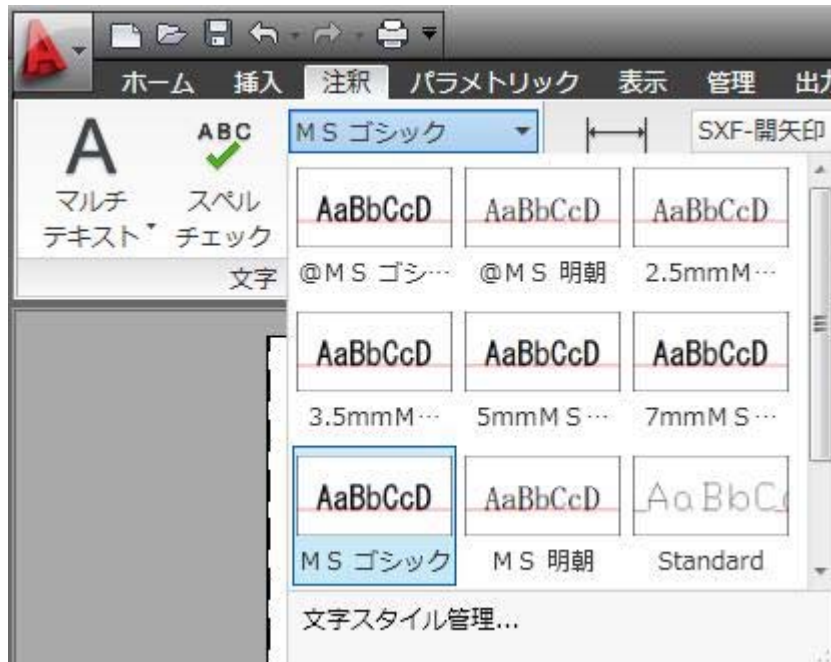 ホーム 挿入 注釈 パラメトリック 表示 管理
A ABC MS ゴシック SXF-開矢印
マルチテキスト スペルチェック
文字
AaBbCcD AaBbCcD AaBbCcD
@MS ゴシ… @MS 明朝 2.5mmM…
AaBbCcD AaBbCcD AaBbCcD
3.5mmM… 5mmMS… 7mmMS…
AaBbCcD AaBbCcD AaBbC
MS ゴシック MS 明朝 Standard
文字スタイル管理...